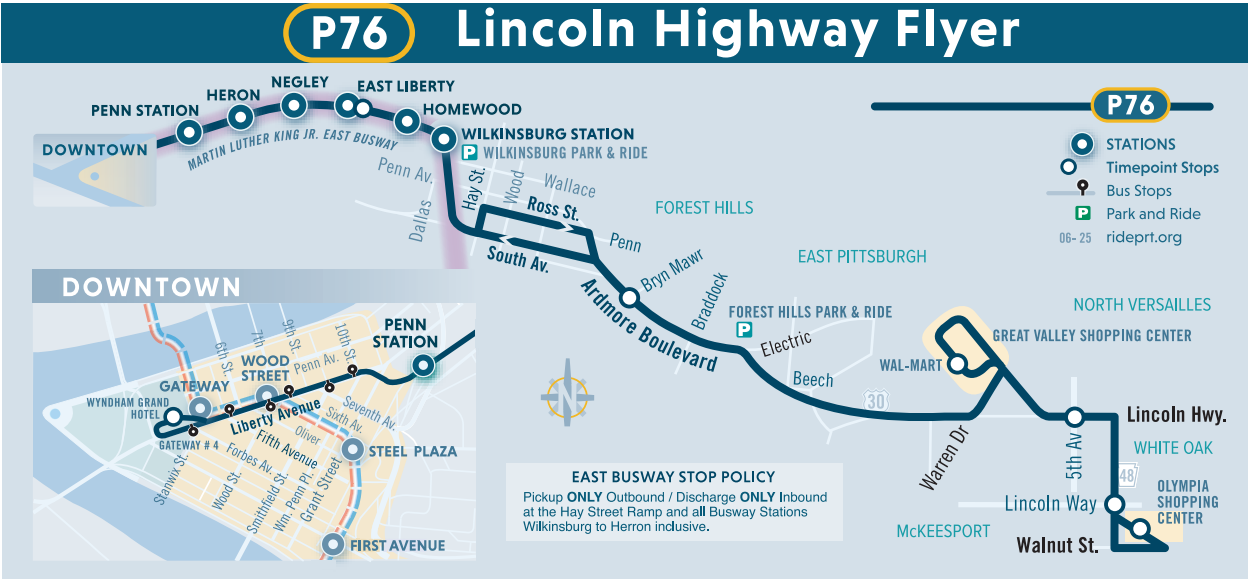 P76 Lincoln Highway Flyer
PENN STATION
HERON
NEGLEY
EAST LIBERTY
HOMEWOOD
WILKINSBURG STATION
P WILKINSBURG PARK & RIDE
MARTIN LUTHER KING JR. EAST BUSWAY
DOWNTOWN
P76
STATIONS
Timepoint Stops
Bus Stops
P Park and Ride
06-25 rideprt.org
Penn Av.
Dallas
Hay St.
Wood
Wallace
Ross St.
South Av.
Penn
FOREST HILLS
Bryn Mawr
Ardmore Boulevard
Braddock
EAST PITTSBURGH
FOREST HILLS PARK & RIDE
P
Electric
Beech
30
NORTH VERSAILLES
GREAT VALLEY SHOPPING CENTER
WAL-MART
Warren Dr
5th Av
Lincoln Hwy.
WHITE OAK
48
Lincoln Way
OLYMPIA
SHOPPING
CENTER
McKEESPORT
Walnut St.
N
DOWNTOWN
PENN
STATION
6th St.
7th
9th St.
10th St.
Penn Av.
WOOD
STREET
GATEWAY
WYNDHAM GRAND
HOTEL
GATEWAY # 4
Liberty Avenue
Seventh Av.
Sixth Av.
Oliver
Fifth Avenue
Forbes Av.
Stanwix St.
Wood St.
Smithfield St.
Wm. Penn Pl.
Grant Street
STEEL PLAZA
FIRST AVENUE
EAST BUSWAY STOP POLICY
Pickup ONLY Outbound / Discharge ONLY Inbound
at the Hay Street Ramp and all Busway Stations
Wilkinsburg to Herron inclusive.